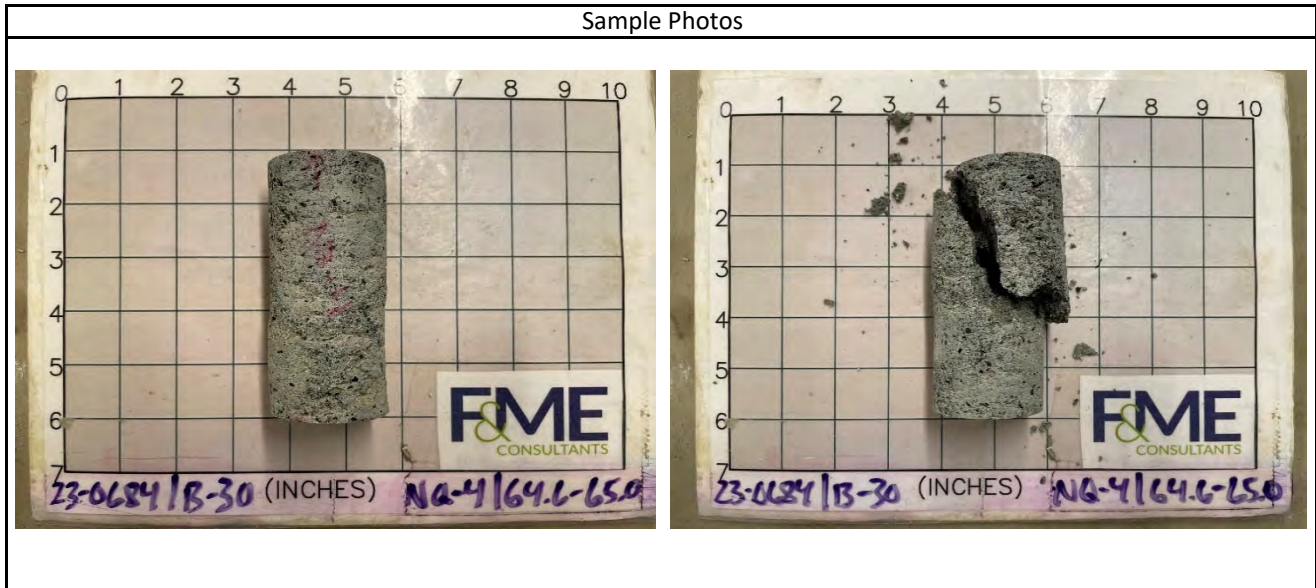 Sample Photos
0 1 2 3 4 5 6 7 8 9 10
1
2
3
4
5
6
7
F&ME
CONSULTANTS
23-0684 | B-30 (INCHES) NQ-4 | 64.6-65.0
0 1 2 3 4 5 6 7 8 9 10
1
2
3
4
5
6
7
F&ME
CONSULTANTS
23-0684 | B-30 (INCHES) NQ-4 | 64.6-65.0